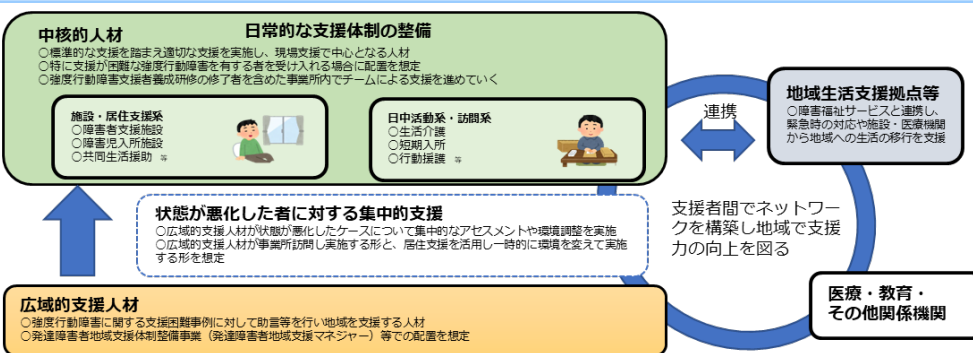 中核的人材
日常的な支援体制の整備
○標準的な支援を踏まえ適切な支援を実施し、現場支援で中心となる人材
○特に支援が困難な強度行動障害を有する者を受け入れる場合に配置を想定
○強度行動障害支援者養成研修の修了者を含めた事業所内でチームによる支援を進めていく
施設・居住支援系
○障害者支援施設
○障害児入所施設
○共同生活援助 等
日中活動系・訪問系
○生活介護
○短期入所
○行動援護 等
連携
地域生活支援拠点等
○障害福祉サービスと連携し、
緊急時の対応や施設・医療機関
から地域への生活の移行を支援
状態が悪化した者に対する集中的支援
○広域的支援人材が状態が悪化したケースについて集中的なアセスメントや環境調整を実施
○広域的支援人材が事業所訪問し実施する形と、居住支援を活用し一時的に環境を変えて実施
する形を想定
支援者間でネットワー
クを構築し地域で支援
力の向上を図る
広域的支援人材
○強度行動障害に関する支援困難事例に対して助言等を行い地域を支援する人材
○発達障害者地域支援体制整備事業（発達障害者地域支援マネジャー）等での配置を想定
医療・教育・
その他関係機関